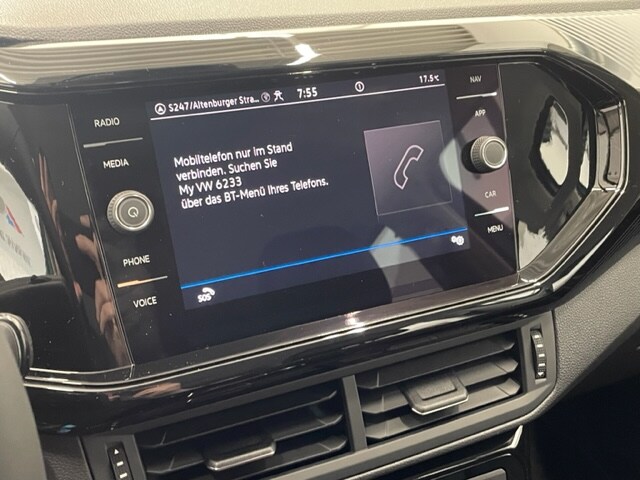 S247/Altenburger Stra... 7:55 17.5°C
Mobiltelefon nur im Stand
verbinden. Suchen Sie
My VW 6233
über das BT-Menü Ihres Telefons.
SOS
RADIO
MEDIA
PHONE
VOICE
NAV
APP
CAR
MENU